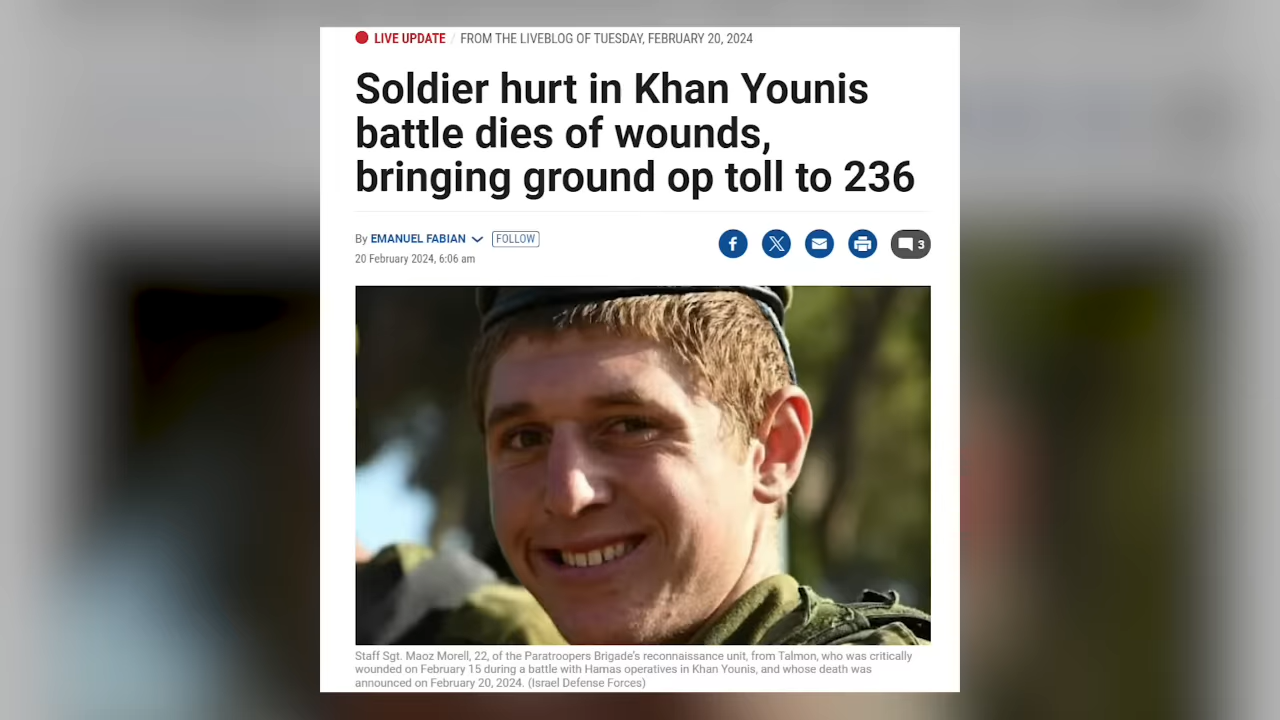 LIVE UPDATE / FROM THE LIVEBLOG OF TUESDAY, FEBRUARY 20, 2024
Soldier hurt in Khan Younis
battle dies of wounds,
bringing ground op toll to 236
By EMANUEL FABIAN FOLLOW
20 February 2024, 6:06 am
3
Staff Sgt. Maoz Morell, 22, of the Paratroopers Brigade's reconnaissance unit, from Talmon, who was critically
wounded on February 15 during a battle with Hamas operatives in Khan Younis, and whose death was
announced on February 20, 2024. (Israel Defense Forces)